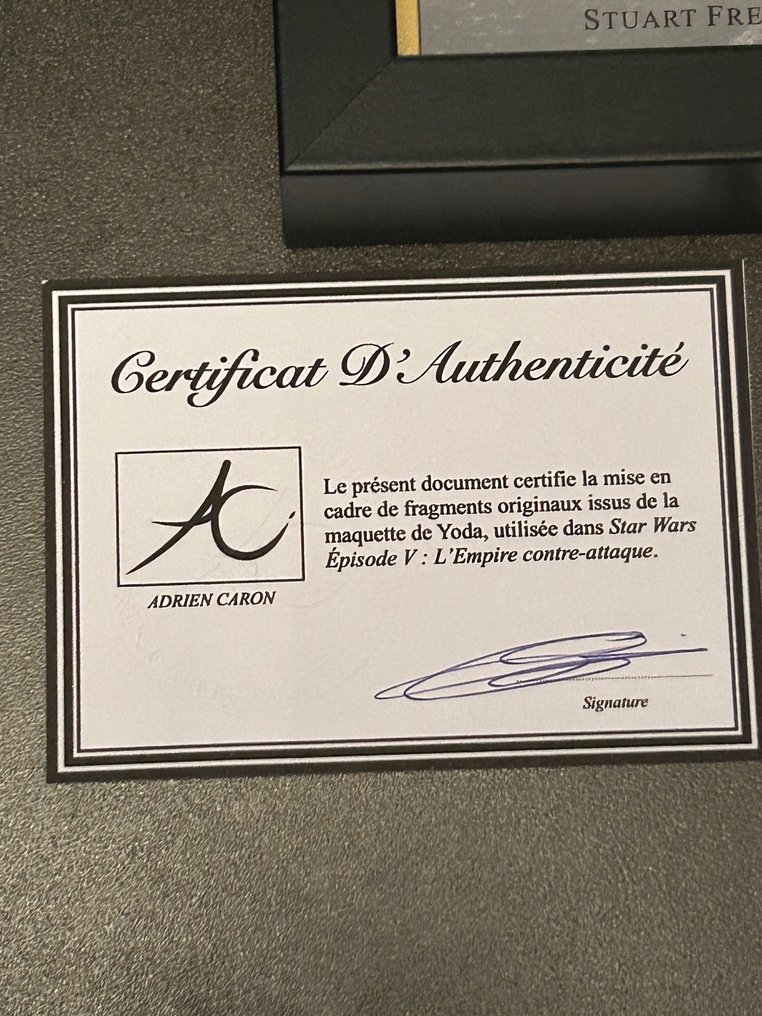 STUART FRE
Certificat D'Authenticité
AC
Le présent document certifie la mise en
cadre de fragments originaux issus de la
maquette de Yoda, utilisée dans Star Wars
Épisode V : L'Empire contre-attaque.
ADRIEN CARON
Signature